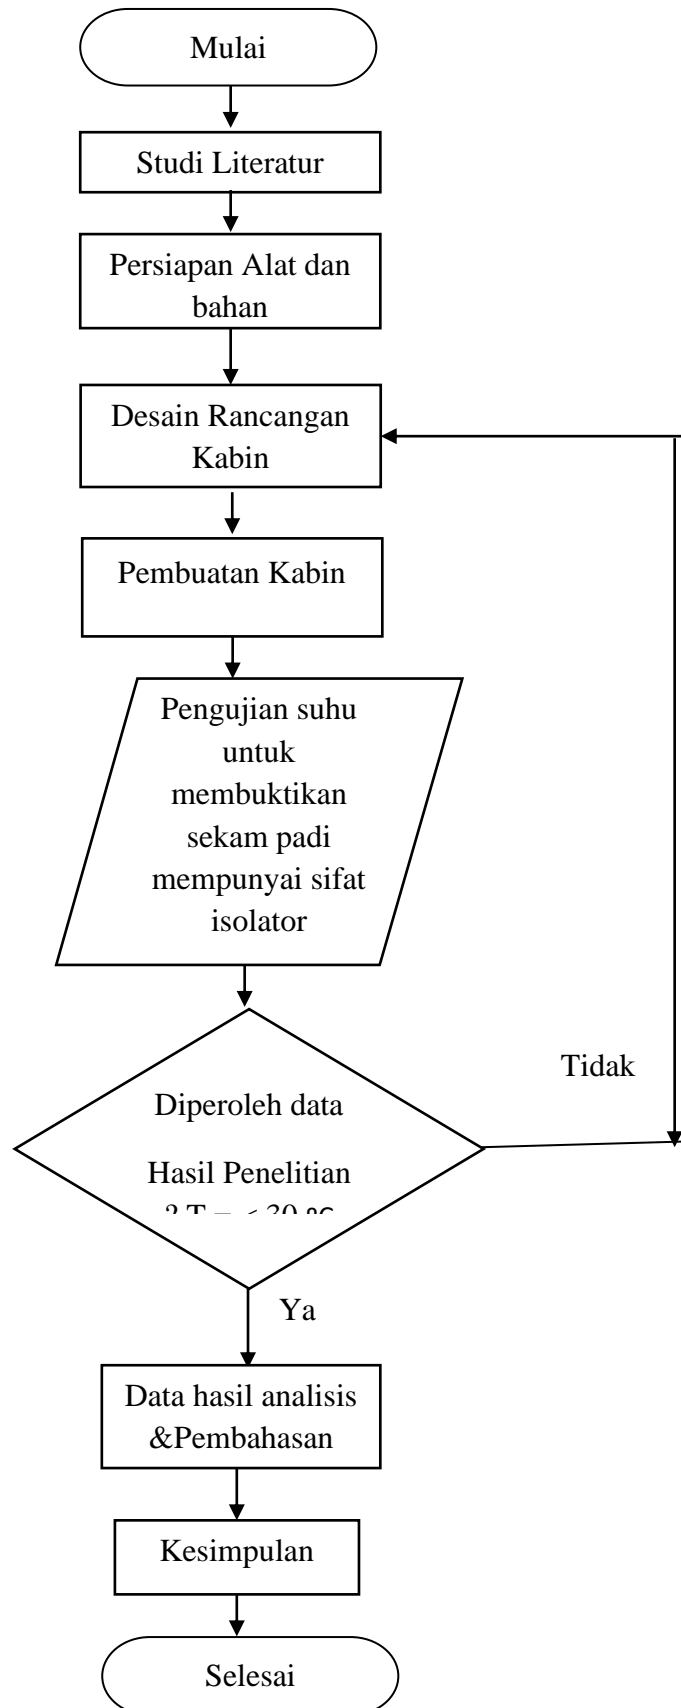 Mulai
Studi Literatur
Persiapan Alat dan
bahan
Desain Rancangan
Kabin
Pembuatan Kabin
Pengujian suhu
untuk
membuktikan
sekam padi
mempunyai sifat
isolator
Tidak
Diperoleh data
Hasil Penitian
Ya
Data hasil analisis
&Pembahasan
Kesimpulan
Selesai